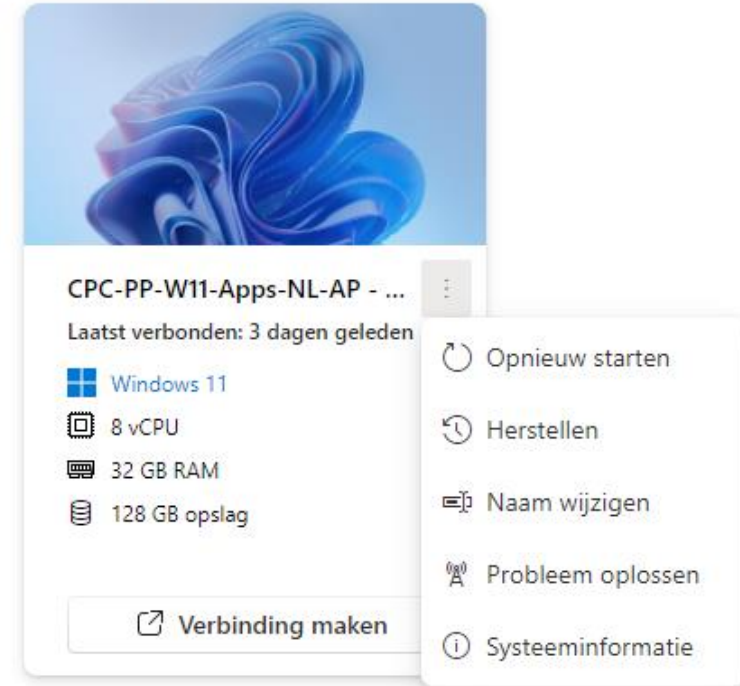 CPC-PP-W11-Apps-NL-AP - ...
Laatst verbonden: 3 dagen geleden
Windows 11
8 vCPU
32 GB RAM
128 GB opslag
Verbinding maken
Opnieuw starten
Herstellen
Naam wijzigen
Probleem oplossen
Systeeminformatie